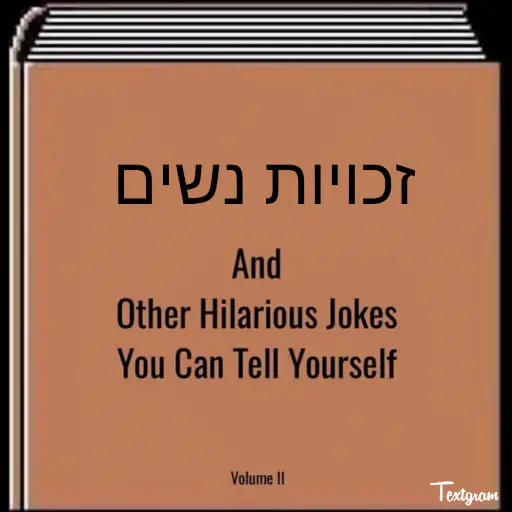 זכויות נשים
And
Other Hilarious Jokes
You Can Tell Yourself
Volume II
Textgram